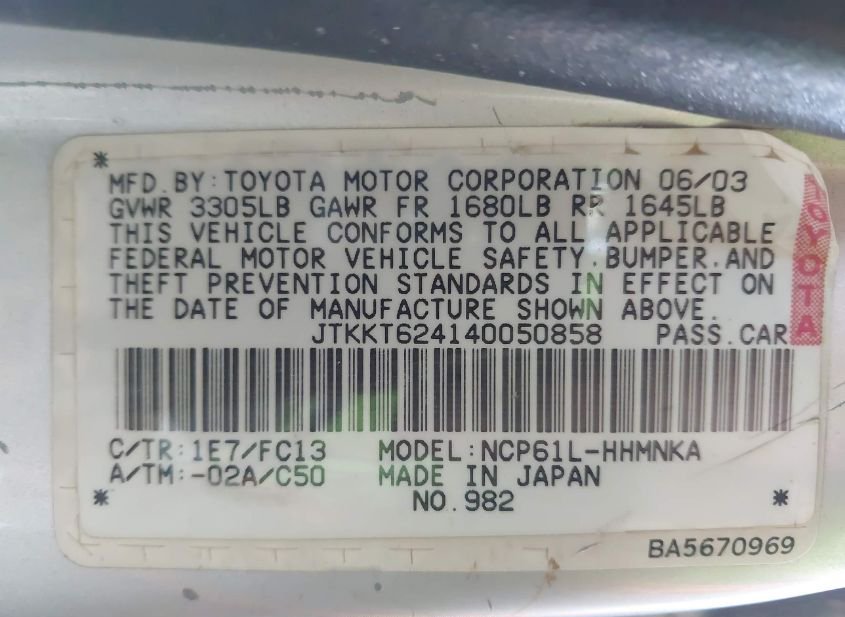 MFD.BY:TOYOTA MOTOR CORPORATION 06/03
GVWR 3305LB GAWR FR 1680LB RR 1645LB
THIS VEHICLE CONFORMS TO ALL APPLICABLE
FEDERAL MOTOR VEHICLE SAFETY.BUMPER.AND
THEFT PREVENTION STANDARDS IN EFFECT ON
THE DATE OF MANUFACTURE SHOWN ABOVE.
JTKKT624140050858 PASS.CAR
TOYOTA
C/TR:1E7/FC13 MODEL:NCP61L-HHMNKA
A/TM:-02A/C50 MADE IN JAPAN
NO.982
BA5670969